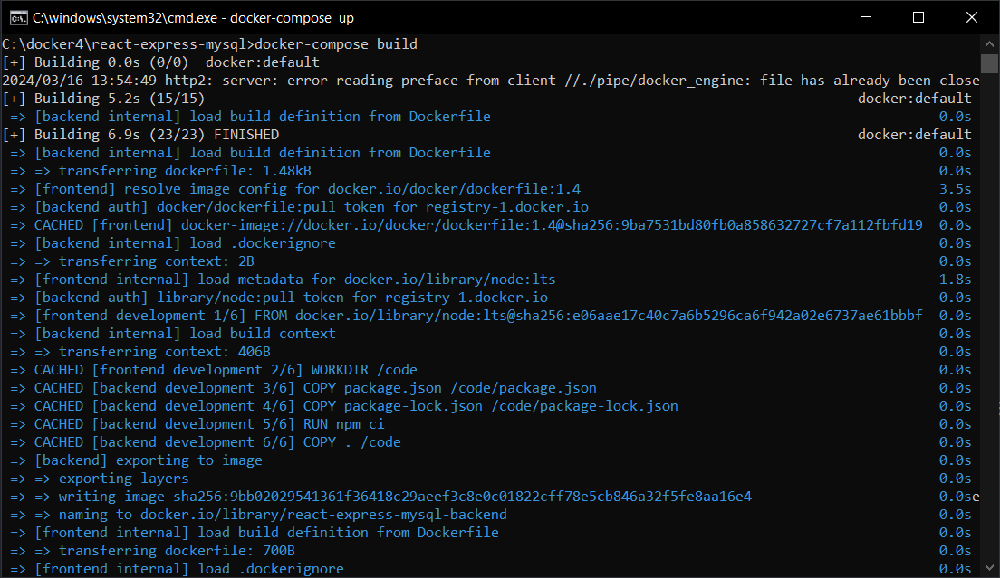 C:\windows\system32\cmd.exe - docker-compose  up
C:\docker4\react-express-mysql>docker-compose build
[+] Building 0.0s (0/0)  docker:default
2024/03/16 13:54:49 http2: server: error reading preface from client //./pipe/docker_engine: file has already been close
[+] Building 5.2s (15/15) docker:default
=> [backend internal] load build definition from Dockerfile 0.0s
[+] Building 6.9s (23/23) FINISHED docker:default
=> [backend internal] load build definition from Dockerfile 0.0s
=> => transferring dockerfile: 1.48kB 0.0s
=> [frontend] resolve image config for docker.io/docker/dockerfile:1.4 3.5s
=> [backend auth] docker/dockerfile:pull token for registry-1.docker.io 0.0s
=> CACHED [frontend] docker-image://docker.io/docker/dockerfile:1.4@sha256:9ba7531bd80fb0a858632727cf7a112fbfd19 0.0s
=> [backend internal] load .dockerignore 0.0s
=> => transferring context: 2B 0.0s
=> [frontend internal] load metadata for docker.io/library/node:lts 1.8s
=> [backend auth] library/node:pull token for registry-1.docker.io 0.0s
=> [frontend development 1/6] FROM docker.io/library/node:lts@sha256:e06aae17c40c7a6b5296ca6f942a02e6737ae61bbbf 0.0s
=> [backend internal] load build context 0.0s
=> => transferring context: 406B 0.0s
=> CACHED [frontend development 2/6] WORKDIR /code 0.0s
=> CACHED [backend development 3/6] COPY package.json /code/package.json 0.0s
=> CACHED [backend development 4/6] COPY package-lock.json /code/package-lock.json 0.0s
=> CACHED [backend development 5/6] RUN npm ci 0.0s
=> CACHED [backend development 6/6] COPY . /code 0.0s
=> [backend] exporting to image 0.0s
=> => exporting layers 0.0s
=> => writing image sha256:9bb02029541361f36418c29aeef3c8e0c01822cff78e5cb846a32f5fe8aa16e4 0.0se
=> => naming to docker.io/library/react-express-mysql-backend 0.0s
=> [frontend internal] load build definition from Dockerfile 0.0s
=> => transferring dockerfile: 700B 0.0s
=> [frontend internal] load .dockerignore 0.0s